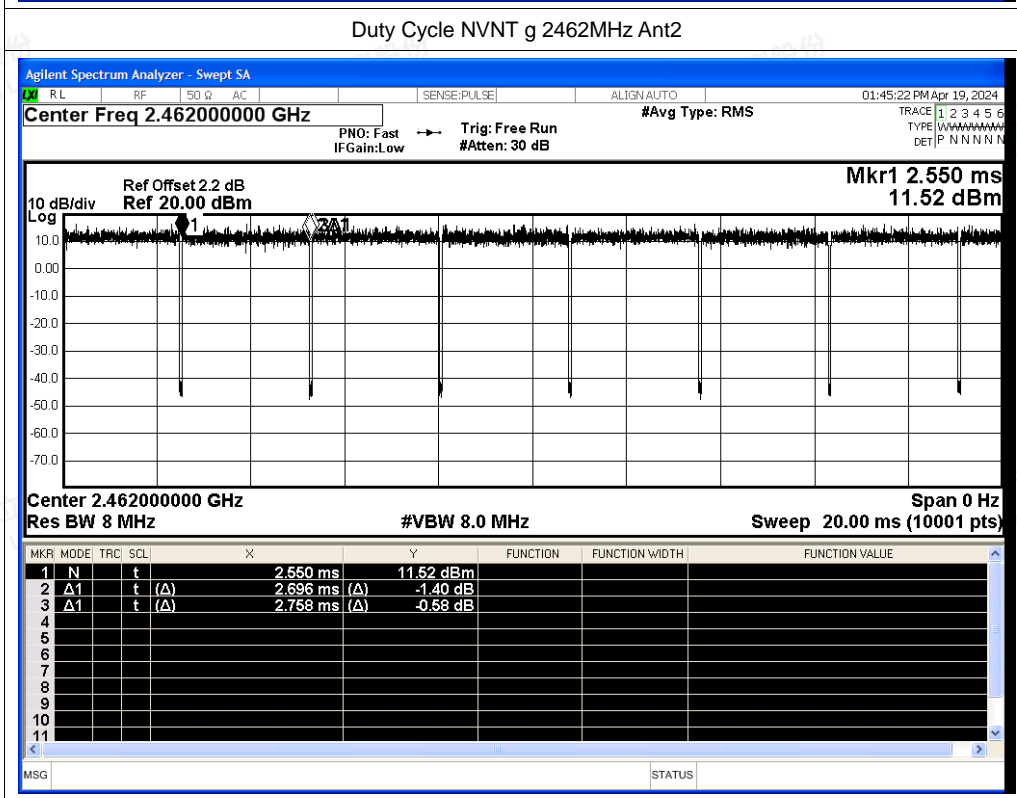 Duty Cycle NVNT g 2462MHz Ant2
Agilent Spectrum Analyzer - Swept SA
LXI RL RF 50 Ω AC SENSE:PULSE ALIGN AUTO 01:45:22 PM Apr 19, 2024
Center Freq 2.462000000 GHz #Avg Type: RMS TRACE 1 2 3 4 5 6
PNO: Fast Trig: Free Run TYPE WWWWWW
IFGain:Low #Atten: 30 dB DET P N N N N N
Mkr1 2.550 ms
Ref Offset 2.2 dB
10 dB/div Ref 20.00 dBm 11.52 dBm
Log
1 3Δ1
10.0
0.00
-10.0
-20.0
-30.0
-40.0
-50.0
-60.0
-70.0
Center 2.462000000 GHz Span 0 Hz
Res BW 8 MHz #VBW 8.0 MHz Sweep 20.00 ms (10001 pts)
MKR MODE TRC SCL X Y FUNCTION FUNCTION WIDTH FUNCTION VALUE
1 N t 2.550 ms 11.52 dBm
2 Δ1 t (Δ) 2.696 ms (Δ) -1.40 dB
3 Δ1 t (Δ) 2.758 ms (Δ) -0.58 dB
4
5
6
7
8
9
10
11
MSG STATUS